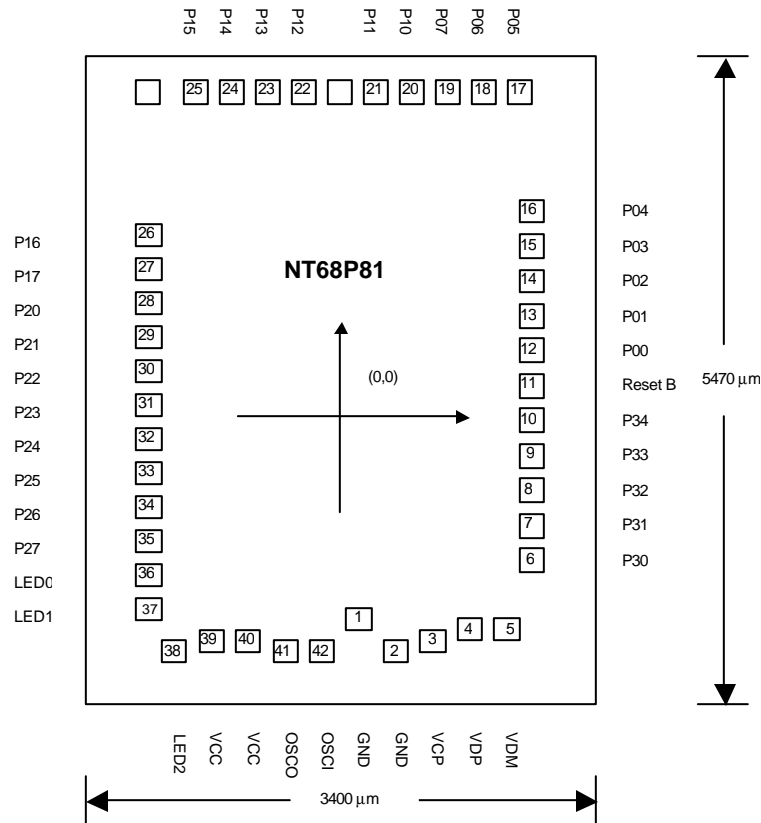 P15 P14 P13 P12 P11 P10 P07 P06 P05
25 24 23 22 21 20 19 18 17
16 P04
P16 26 15 P03
P17 27 NT68P81 14 P02
P20 28 13 P01
P21 29 12 P00
P22 30 (0,0) 11 Reset B 5470 µm
P23 31 10 P34
P24 32 9 P33
P25 33 8 P32
P26 34 7 P31
P27 35 6 P30
LED0 36
LED1 37 1 4 5
38 39 40 41 42 2 3
LED2 VCC VCC OSCO OSCI GND GND VCP VDP VDM
3400 µm